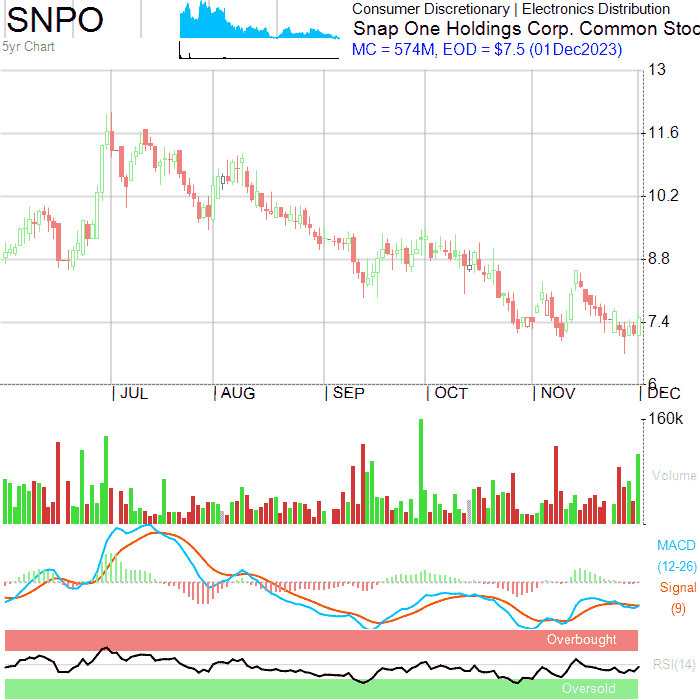 SNPO
5yr Chart
Consumer Discretionary | Electronics Distribution
Snap One Holdings Corp. Common Stoc
MC = 574M, EOD = $7.5 (01Dec2023)
13
11.6
10.2
8.8
7.4
6
| JUL | AUG | SEP | OCT | NOV | DEC
160k
Volume
MACD
(12-26)
Signal
(9)
Overbought
RSI(14)
Oversold